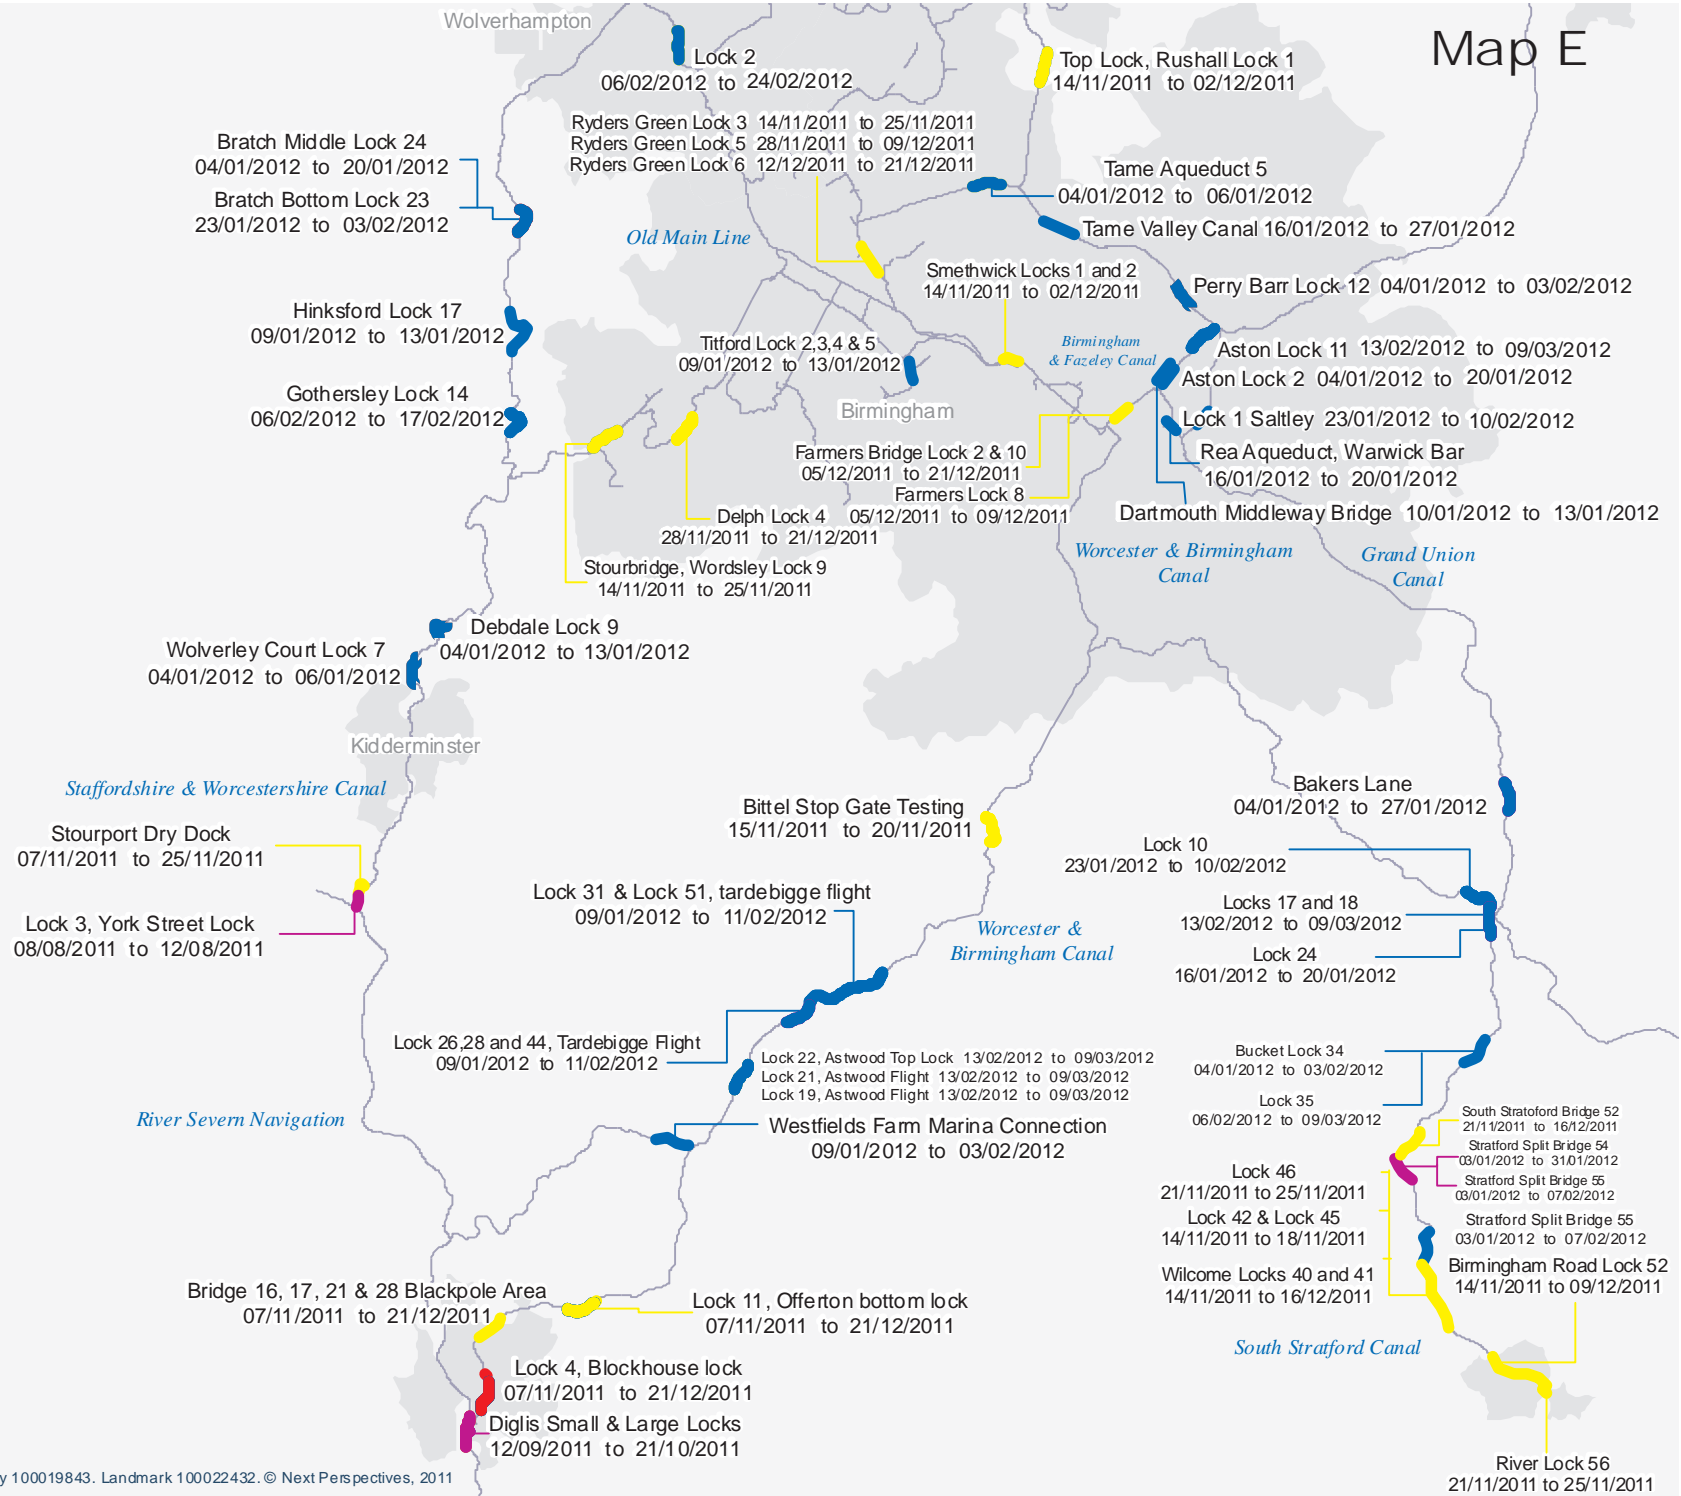 Map E
Wolverhampton
Lock 2
06/02/2012 to 24/02/2012
Top Lock, Rushall Lock 1
14/11/2011 to 02/12/2011
Ryders Green Lock 3 14/11/2011 to 25/11/2011
Ryders Green Lock 5 28/11/2011 to 09/12/2011
Ryders Green Lock 6 12/12/2011 to 21/12/2011
Bratch Middle Lock 24
04/01/2012 to 20/01/2012
Bratch Bottom Lock 23
23/01/2012 to 03/02/2012
Tame Aqueduct 5
04/01/2012 to 06/01/2012
Tame Valley Canal 16/01/2012 to 27/01/2012
Old Main Line
Smethwick Locks 1 and 2
14/11/2011 to 02/12/2011
Perry Barr Lock 12 04/01/2012 to 03/02/2012
Hinksford Lock 17
09/01/2012 to 13/01/2012
Titford Lock 2,3,4 & 5
09/01/2012 to 13/01/2012
Birmingham
& Fazeley Canal
Aston Lock 11 13/02/2012 to 09/03/2012
Aston Lock 2 04/01/2012 to 20/01/2012
Gothersley Lock 14
06/02/2012 to 17/02/2012
Birmingham
Lock 1 Saltley 23/01/2012 to 10/02/2012
Farmers Bridge Lock 2 & 10
05/12/2011 to 21/12/2011
Rea Aqueduct, Warwick Bar
16/01/2012 to 20/01/2012
Farmers Lock 8
05/12/2011 to 09/12/2011
Dartmouth Middleway Bridge 10/01/2012 to 13/01/2012
Delph Lock 4
28/11/2011 to 21/12/2011
Stourbridge, Wordsley Lock 9
14/11/2011 to 25/11/2011
Worcester & Birmingham
Canal
Grand Union
Canal
Debdale Lock 9
04/01/2012 to 13/01/2012
Wolverley Court Lock 7
04/01/2012 to 06/01/2012
Kidderminster
Staffordshire & Worcestershire Canal
Bakers Lane
04/01/2012 to 27/01/2012
Bittel Stop Gate Testing
15/11/2011 to 20/11/2011
Stourport Dry Dock
07/11/2011 to 25/11/2011
Lock 10
23/01/2012 to 10/02/2012
Lock 31 & Lock 51, tardebigge flight
09/01/2012 to 11/02/2012
Locks 17 and 18
13/02/2012 to 09/03/2012
Lock 3, York Street Lock
08/08/2011 to 12/08/2011
Worcester &
Birmingham Canal
Lock 24
16/01/2012 to 20/01/2012
Lock 26,28 and 44, Tardebigge Flight
09/01/2012 to 11/02/2012
Lock 22, Astwood Top Lock 13/02/2012 to 09/03/2012
Lock 21, Astwood Flight 13/02/2012 to 09/03/2012
Lock 19, Astwood Flight 13/02/2012 to 09/03/2012
Bucket Lock 34
04/01/2012 to 03/02/2012
Lock 35
06/02/2012 to 09/03/2012
River Severn Navigation
Westfields Farm Marina Connection
09/01/2012 to 03/02/2012
South Stratoford Bridge 52
21/11/2011 to 16/12/2011
Stratford Split Bridge 54
03/01/2012 to 31/01/2012
Stratford Split Bridge 55
03/01/2012 to 07/02/2012
Lock 46
21/11/2011 to 25/11/2011
Lock 42 & Lock 45
14/11/2011 to 18/11/2011
Stratford Split Bridge 55
03/01/2012 to 07/02/2012
Wilcome Locks 40 and 41
14/11/2011 to 16/12/2011
Birmingham Road Lock 52
14/11/2011 to 09/12/2011
Bridge 16, 17, 21 & 28 Blackpole Area
07/11/2011 to 21/12/2011
Lock 11, Offerton bottom lock
07/11/2011 to 21/12/2011
South Stratford Canal
Lock 4, Blockhouse lock
07/11/2011 to 21/12/2011
Diglis Small & Large Locks
12/09/2011 to 21/10/2011
River Lock 56
21/11/2011 to 25/11/2011
y 100019843. Landmark 100022432. © Next Perspectives, 2011